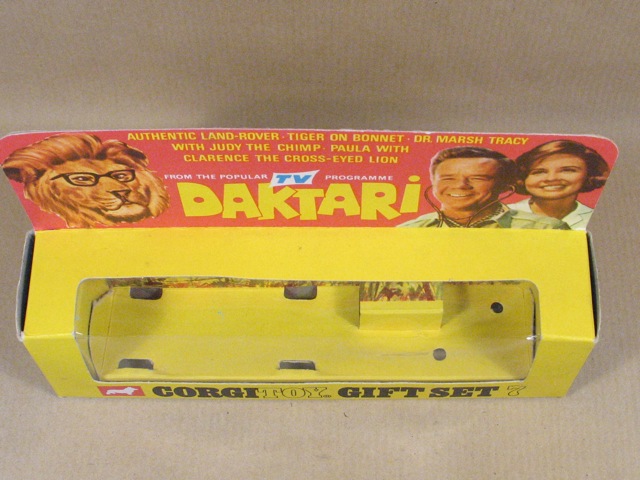 AUTHENTIC LAND-ROVER · TIGER ON BONNET · DR. MARSH TRACY
WITH JUDY THE CHIMP · PAULA WITH
CLARENCE THE CROSS-EYED LION
FROM THE POPULAR TV PROGRAMME
DAKTARI
CORGI TOYS GIFT SET 7